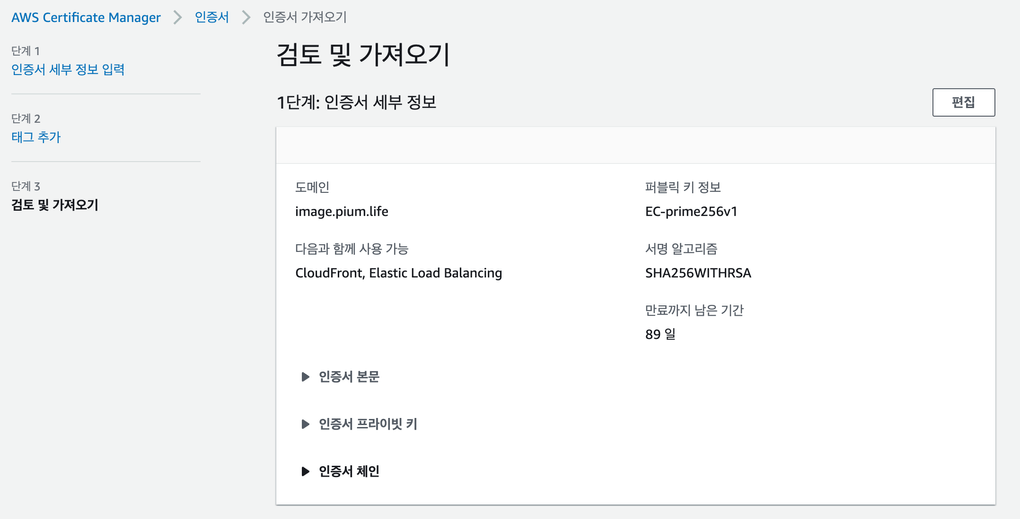 AWS Certificate Manager > 인증서 > 인증서 가져오기
단계 1
인증서 세부 정보 입력
단계 2
태그 추가
단계 3
검토 및 가져오기
검토 및 가져오기
1단계: 인증서 세부 정보
편집
도메인
image.pium.life
퍼블릭 키 정보
EC-prime256v1
다음과 함께 사용 가능
CloudFront, Elastic Load Balancing
서명 알고리즘
SHA256WITHRSA
만료까지 남은 기간
89 일
인증서 본문
인증서 프라이빗 키
인증서 체인